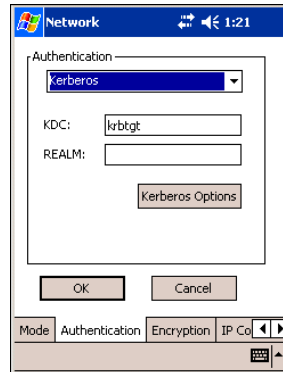 Network 1:21
Authentication
Kerberos
KDC: krbtgt
REALM:
Kerberos Options
OK Cancel
Mode Authentication Encryption IP Co